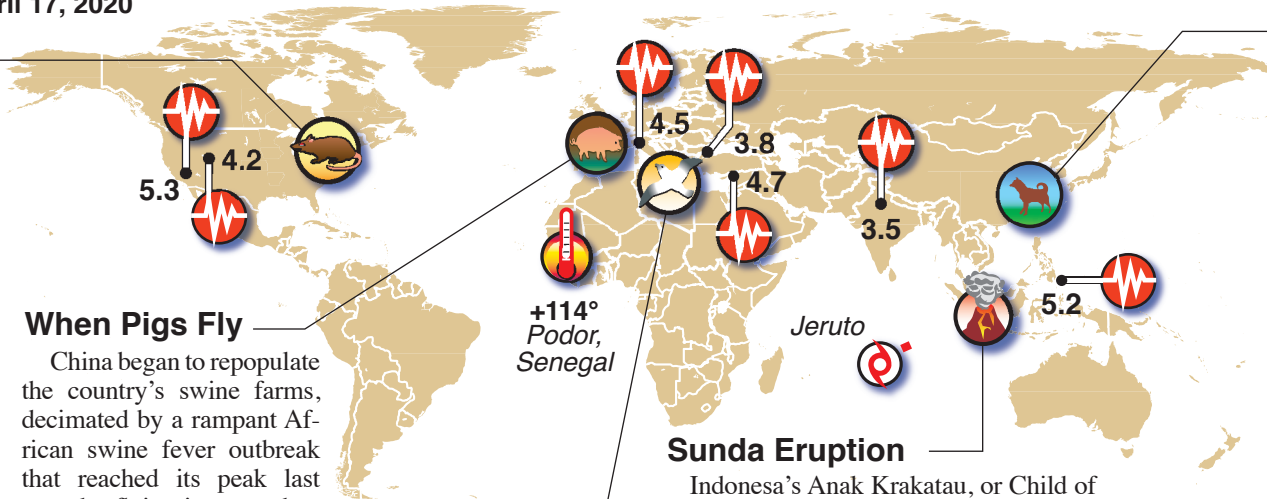 ril 17, 2020
4.5
3.8
4.2
5.3
4.7
3.5
5.2
+114°
Podor,
Senegal
Jeruto
When Pigs Fly
China began to repopulate
the country's swine farms,
decimated by a rampant Af-
rican swine fever outbreak
that reached its peak last
Sunda Eruption
Indonesa's Anak Krakatau, or Child of